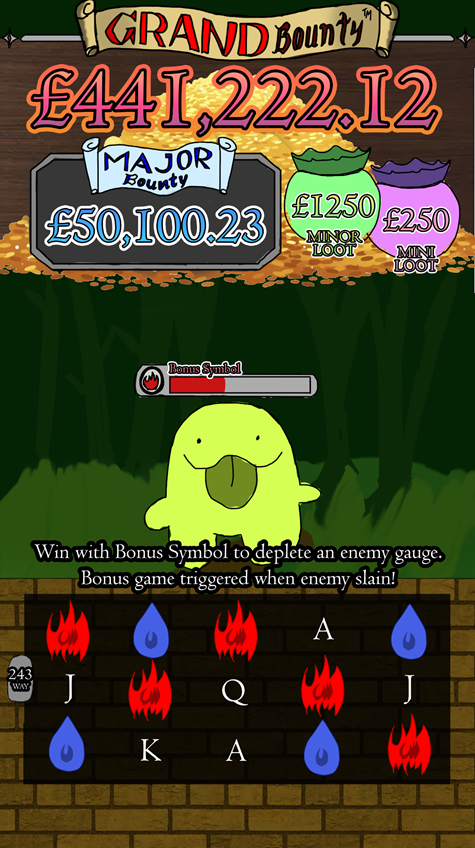 GRAND Bounty™
£441,222.12
MAJOR
Bounty
£50,100.23
£1250
MINOR
LOOT
£250
MINI
LOOT
Bonus Symbol
Win with Bonus Symbol to deplete an enemy gauge.
Bonus game triggered when enemy slain!
A
243
WAY
J Q J
K A